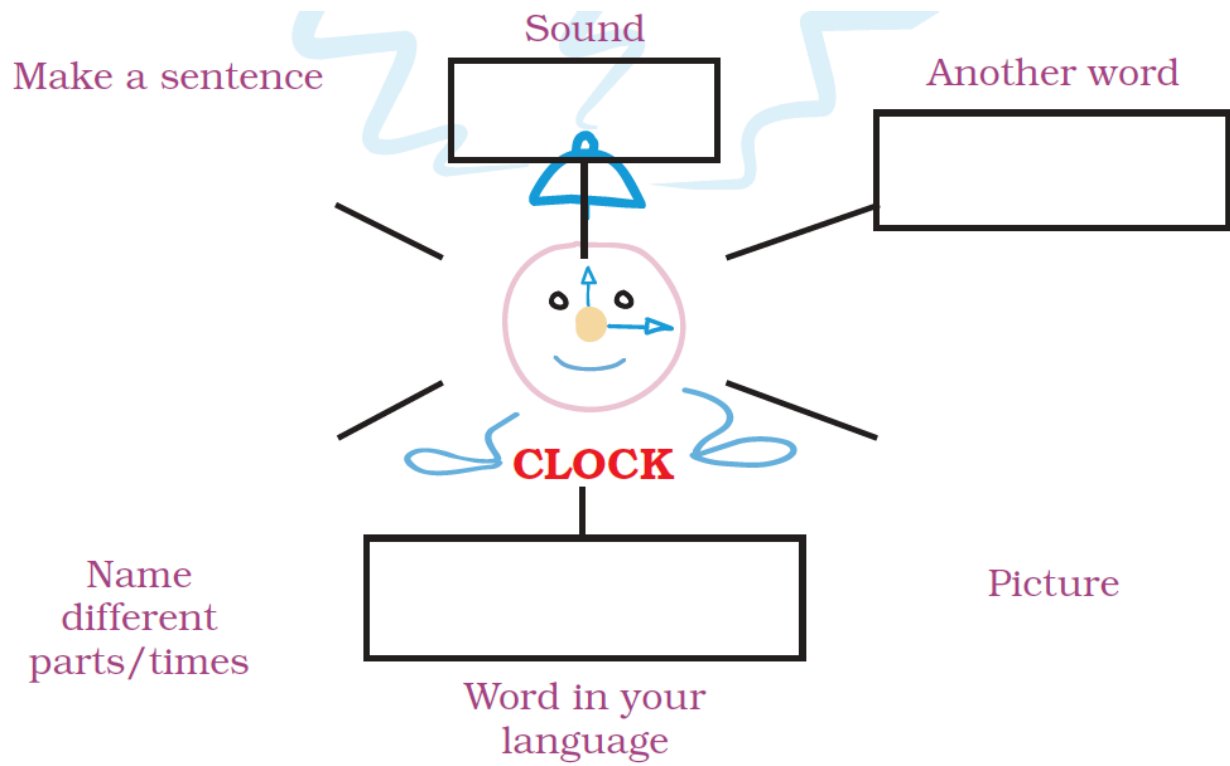 Sound
Make a sentence
Another word
CLOCK
Name
different
parts/times
Picture
Word in your
language